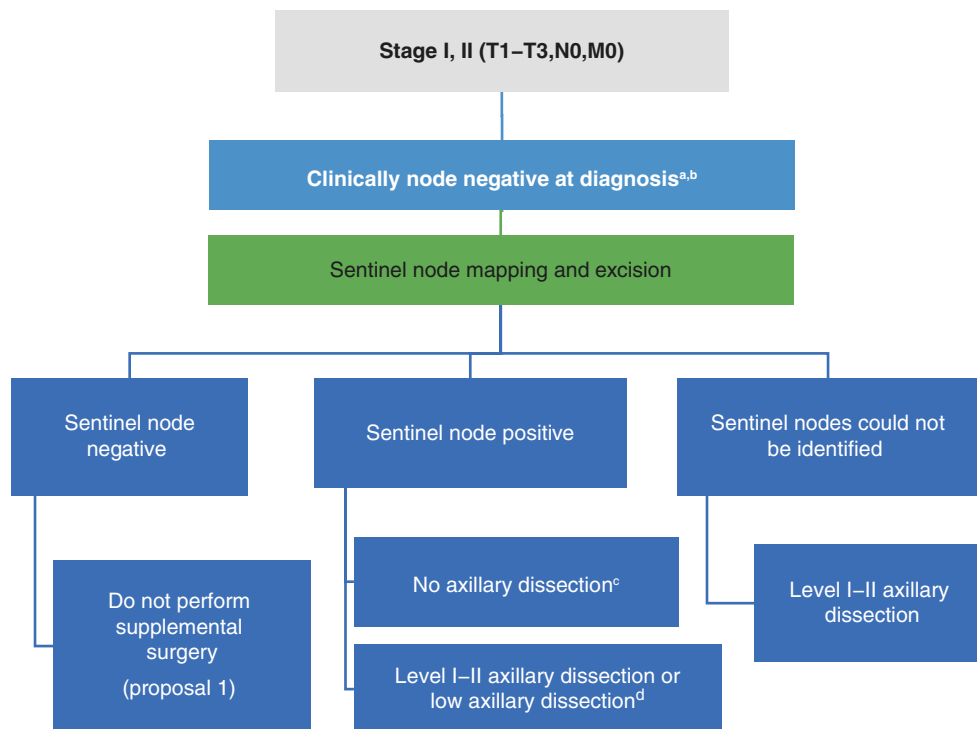 Stage I, II (T1–T3,N0,M0)
Clinically node negative at diagnosisᵃ,ᵇ
Sentinel node mapping and excision
Sentinel node
negative
Sentinel node positive
Sentinel nodes could not
be identified
Do not perform
supplemental
surgery
(proposal 1)
No axillary dissectionᶜ
Level I–II axillary dissection or
low axillary dissectionᵈ
Level I–II axillary
dissection